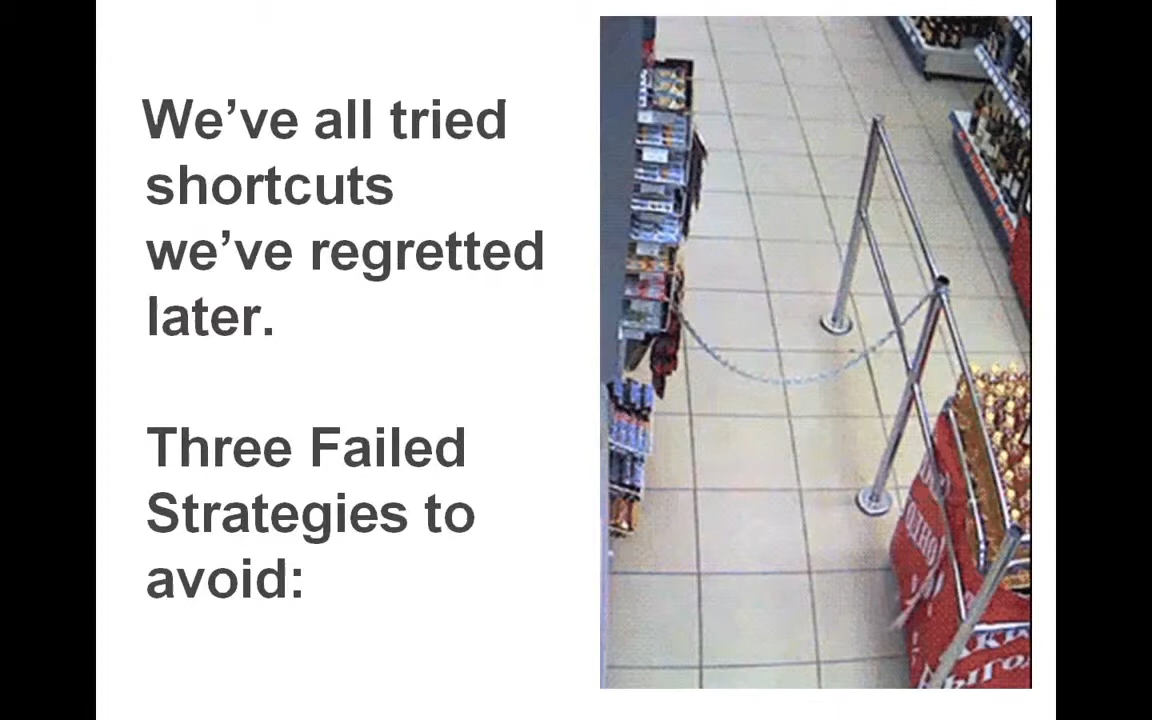 We’ve all tried
shortcuts
we’ve regretted
later.
Three Failed
Strategies to
avoid: